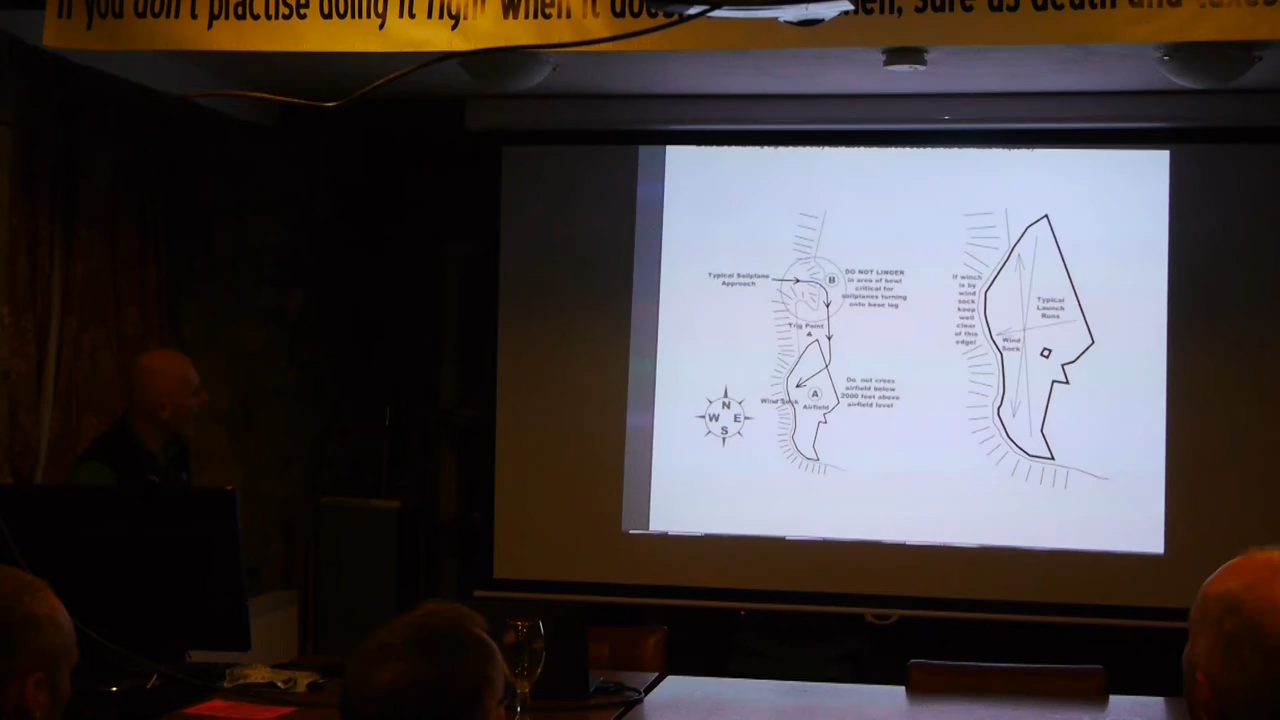 If you don't practise doing it right when it does
then, sure as death and taxes
Typical Sailplane
Approach
B
DO NOT LINGER
in area of bowl
critical for
sailplanes turning
onto base leg
Trig Point
A
Wind Sock
A
Airfield
Do not cross
airfield below
2000 feet above
airfield level
N
W E
S
If winch
is by
wind
sock
keep
well
clear
of this
edge!
Typical
Launch
Runs
Wind
Sock